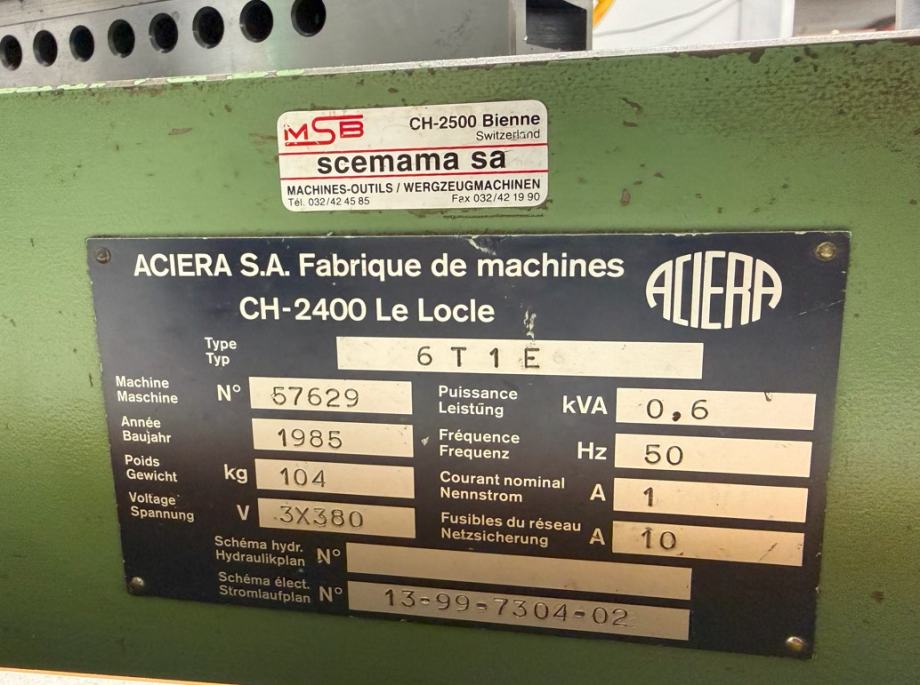 MSB
CH-2500 Bienne
Switzerland
scemama sa
MACHINES-OUTILS / WERGZEUGMACHINEN
Tél. 032/42 45 85 Fax 032/42 19 90
ACIERA S.A. Fabrique de machines
CH-2400 Le Locle
ACIERA
Type
Typ
6 T 1 E
Machine
Maschine N° 57629
Année
Baujahr 1985
Poids
Gewicht kg 104
Voltage
Spannung V 3X380
Puissance
Leistüng kVA 0,6
Fréquence
Frequenz Hz 50
Courant nominal
Nennstrom A 1
Fusibles du réseau
Netzsicherung A 10
Schéma hydr.
Hydraulikplan N°
Schéma élect.
Stromlaufplan N° 13-99-7304-02